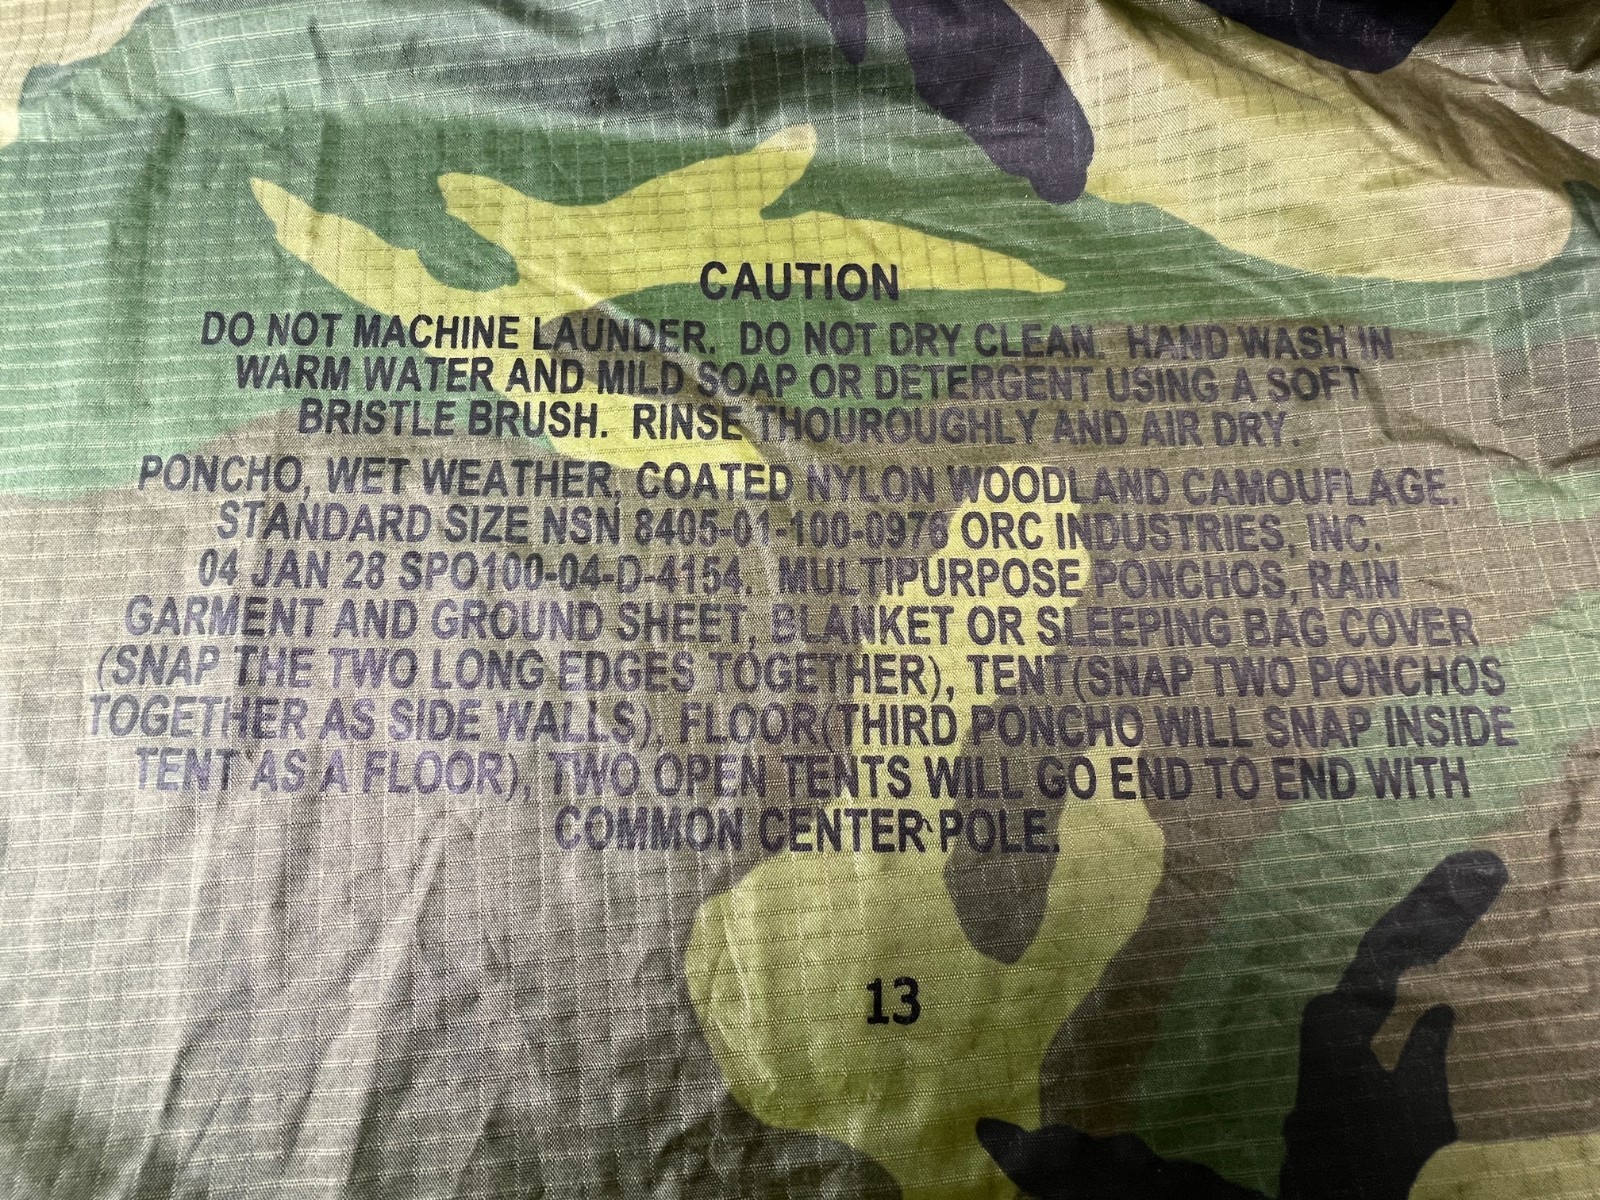 CAUTION
DO NOT MACHINE LAUNDER. DO NOT DRY CLEAN. HAND WASH IN
WARM WATER AND MILD SOAP OR DETERGENT USING A SOFT
BRISTLE BRUSH. RINSE THOUROUGHLY AND AIR DRY.
PONCHO, WET WEATHER, COATED NYLON WOODLAND CAMOUFLAGE.
STANDARD SIZE NSN 8405-01-100-0976 ORC INDUSTRIES, INC.
04 JAN 28 SPO100-04-D-4154. MULTIPURPOSE PONCHOS, RAIN
GARMENT AND GROUND SHEET, BLANKET OR SLEEPING BAG COVER
(SNAP THE TWO LONG EDGES TOGETHER), TENT(SNAP TWO PONCHOS
TOGETHER AS SIDE WALLS), FLOOR(THIRD PONCHO WILL SNAP INSIDE
TENT AS A FLOOR), TWO OPEN TENTS WILL GO END TO END WITH
COMMON CENTER POLE.
13